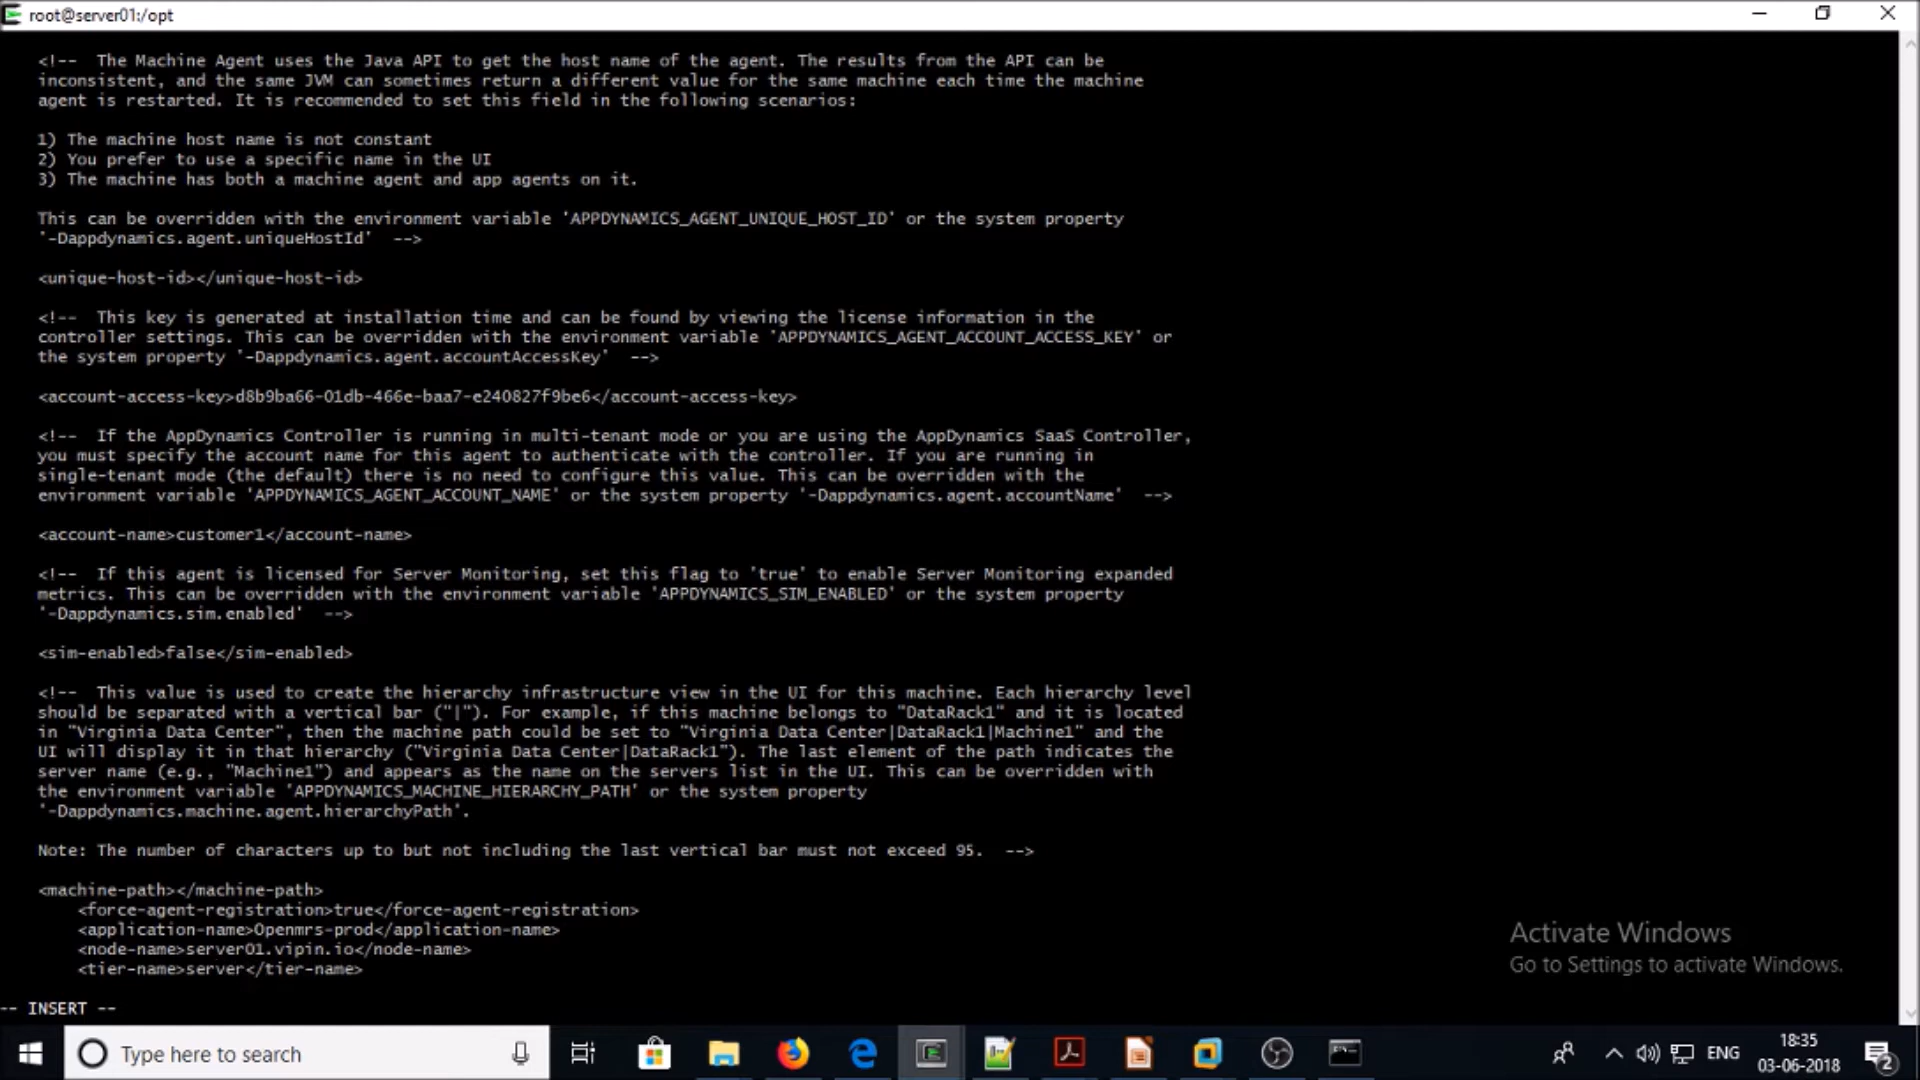 root@server01:/opt
<!--  The Machine Agent uses the Java API to get the host name of the agent. The results from the API can be
inconsistent, and the same JVM can sometimes return a different value for the same machine each time the machine
agent is restarted. It is recommended to set this field in the following scenarios:
1) The machine host name is not constant
2) You prefer to use a specific name in the UI
3) The machine has both a machine agent and app agents on it.
This can be overridden with the environment variable 'APPDYNAMICS_AGENT_UNIQUE_HOST_ID' or the system property
'-Dappdynamics.agent.uniqueHostId'  -->
<unique-host-id></unique-host-id>
<!--  This key is generated at installation time and can be found by viewing the license information in the
controller settings. This can be overridden with the environment variable 'APPDYNAMICS_AGENT_ACCOUNT_ACCESS_KEY' or
the system property '-Dappdynamics.agent.accountAccessKey'  -->
<account-access-key>d8b9ba66-01db-466e-baa7-e240827f9be6</account-access-key>
<!--  If the AppDynamics Controller is running in multi-tenant mode or you are using the AppDynamics SaaS Controller,
you must specify the account name for this agent to authenticate with the controller. If you are running in
single-tenant mode (the default) there is no need to configure this value. This can be overridden with the
environment variable 'APPDYNAMICS_AGENT_ACCOUNT_NAME' or the system property '-Dappdynamics.agent.accountName'  -->
<account-name>customer1</account-name>
<!--  If this agent is licensed for Server Monitoring, set this flag to 'true' to enable Server Monitoring expanded
metrics. This can be overridden with the environment variable 'APPDYNAMICS_SIM_ENABLED' or the system property
'-Dappdynamics.sim.enabled'  -->
<sim-enabled>false</sim-enabled>
<!--  This value is used to create the hierarchy infrastructure view in the UI for this machine. Each hierarchy level
should be separated with a vertical bar ("|"). For example, if this machine belongs to "DataRack1" and it is located
in "Virginia Data Center", then the machine path could be set to "Virginia Data Center|DataRack1|Machine1" and the
UI will display it in that hierarchy ("Virginia Data Center|DataRack1"). The last element of the path indicates the
server name (e.g., "Machine1") and appears as the name on the servers list in the UI. This can be overridden with
the environment variable 'APPDYNAMICS_MACHINE_HIERARCHY_PATH' or the system property
'-Dappdynamics.machine.agent.hierarchyPath'.
Note: The number of characters up to but not including the last vertical bar must not exceed 95.  -->
<machine-path></machine-path>
<force-agent-registration>true</force-agent-registration>
<application-name>Openmrs-prod</application-name>
<node-name>server01.vipin.io</node-name>
<tier-name>server</tier-name>
Activate Windows
Go to Settings to activate Windows.
-- INSERT --
Type here to search
ENG
18:35
03-06-2018
2